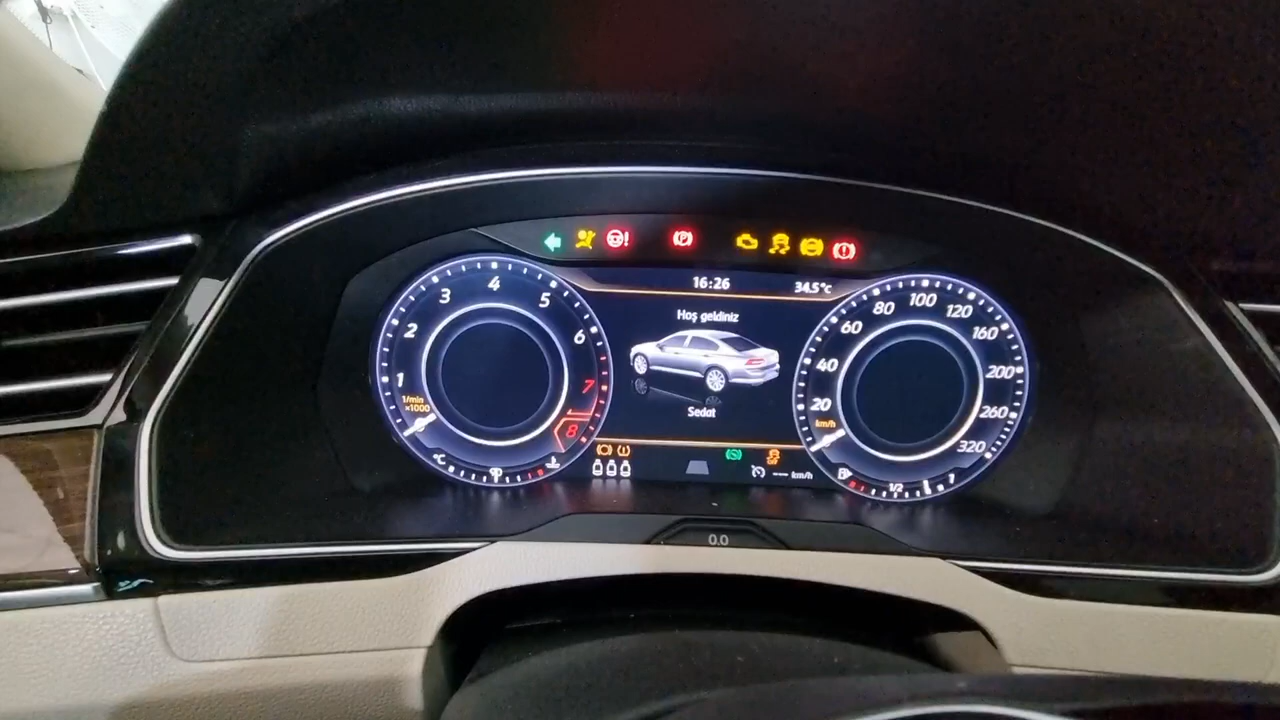 16:26
34.5°c
Hoş geldiniz
Sedat
1
2
3
4
5
6
7
8
1/min
x1000
20
40
60
80
100
120
160
200
260
320
km/h
--- km/h
°C
1/2
0.0